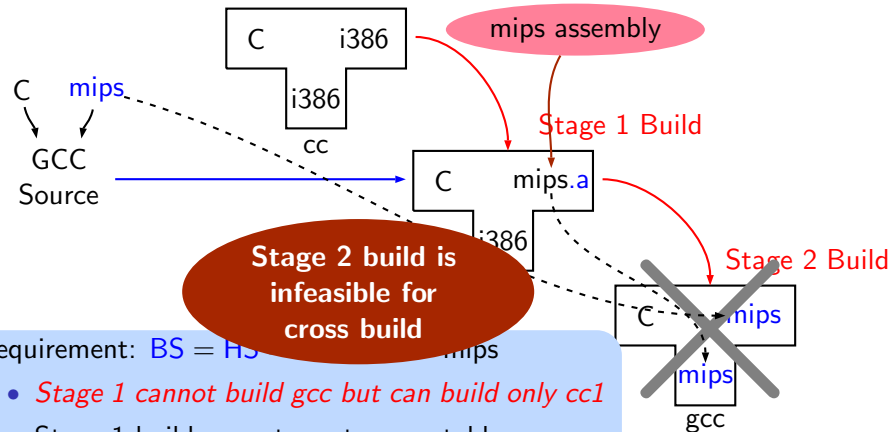 C i386
i386
cc
mips assembly
C mips
GCC
Source
Stage 1 Build
C mips.a
i386
Stage 2 build is
infeasible for
cross build
Stage 2 Build
C mips
mips
gcc
equirement: BS = HS mips
• Stage 1 cannot build gcc but can build only cc1